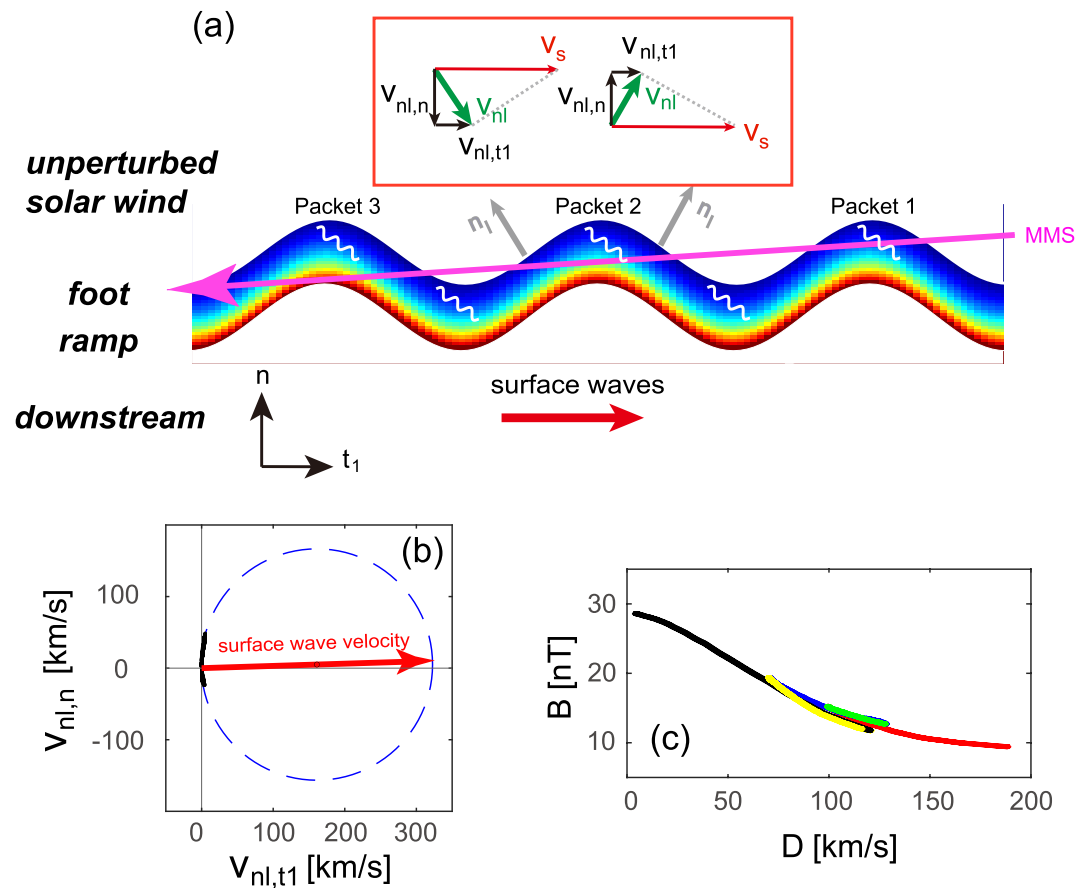 (a)
v_s
v_nl,n
v_nl
v_nl,t1
v_nl,t1
v_nl,n
v_nl
v_s
unperturbed
solar wind
n_l
n_l
Packet 3
Packet 2
Packet 1
MMS
foot
ramp
n
t_1
surface waves
downstream
(b)
100
0
-100
v_nl,n [km/s]
surface wave velocity
0 100 200 300
v_nl,t1 [km/s]
(c)
30
20
10
B [nT]
0 50 100 150 200
D [km/s]